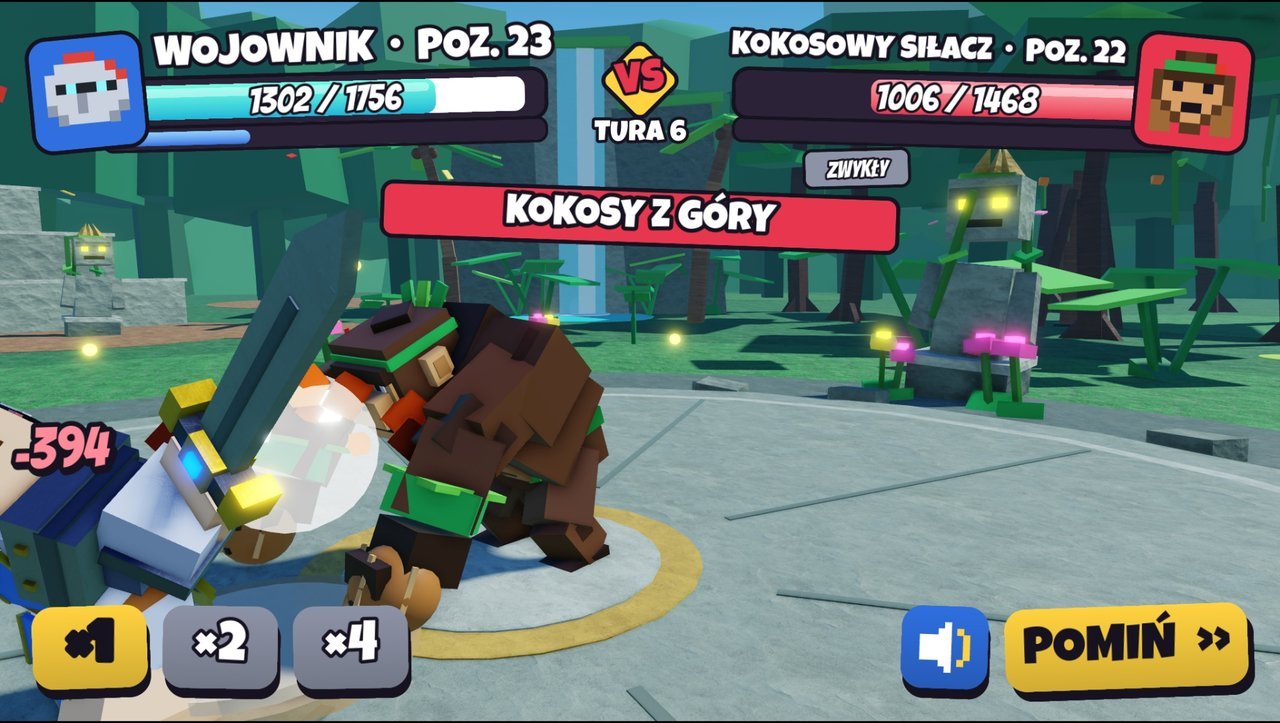 WOJOWNIK • POZ. 23
1302 / 1756
VS
TURA 6
KOKOSOWY SIŁACZ • POZ. 22
1006 / 1468
ZWYKŁY
KOKOSY Z GÓRY
-394
×1
×2
×4
POMIŃ >>